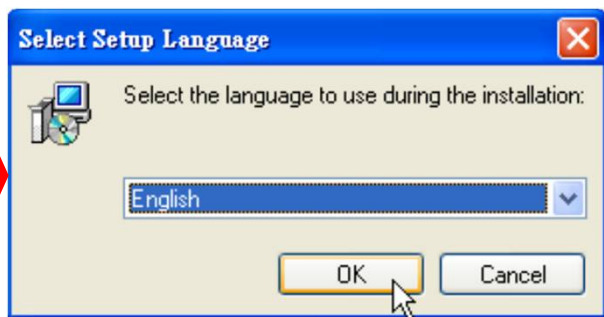 Select Setup Language
Select the language to use during the installation:
English
OK
Cancel